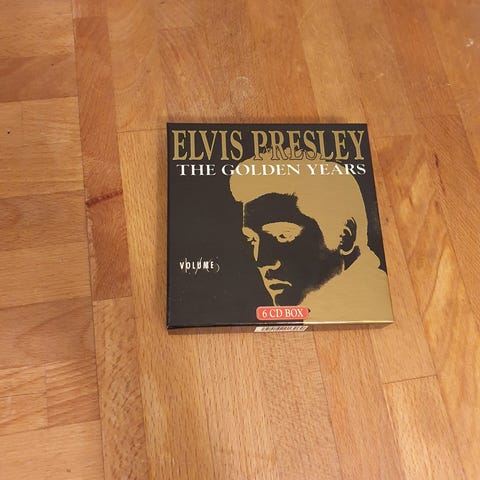 ELVIS PRESLEY
THE GOLDEN YEARS
VOLUME
6 CD BOX